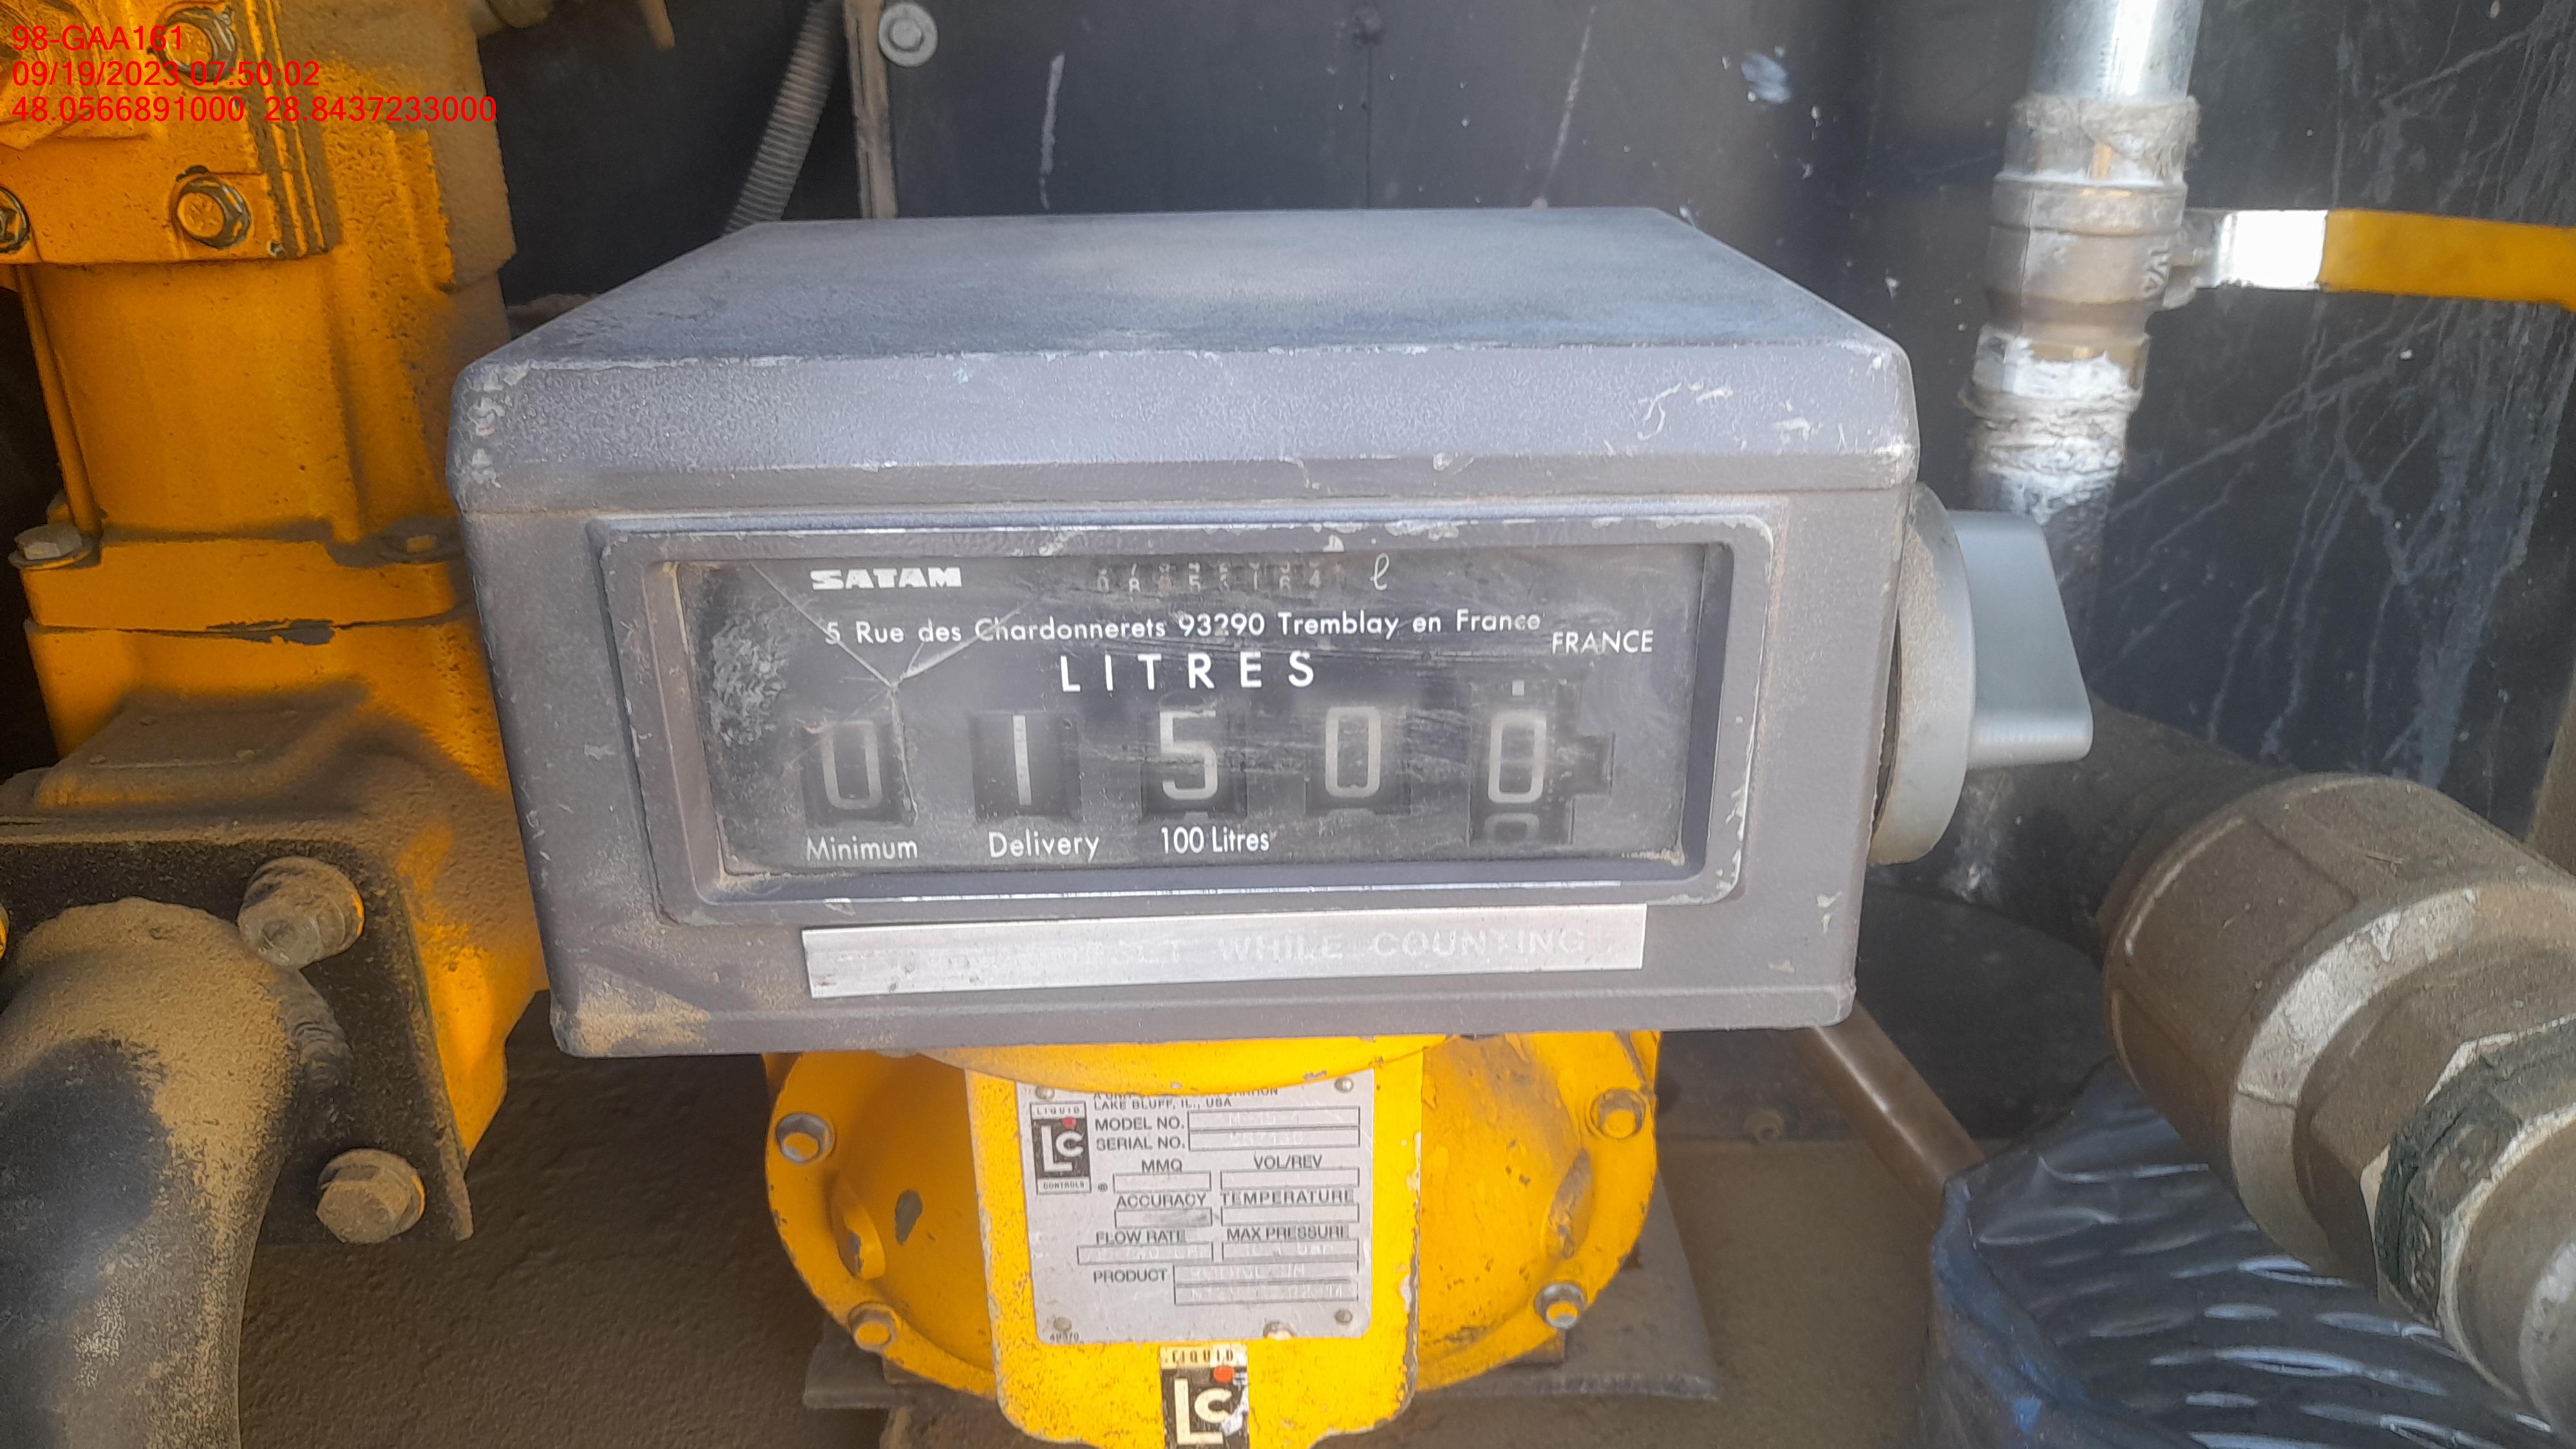 98-GAA161
09/19/2023 07:50:02
48.0566891000 28.8437233000
SATAM
ℓ
5 Rue des Chardonnerets 93290 Tremblay en France
FRANCE
LITRES
0 1 5 0 0
Minimum Delivery 100 Litres
WHILE COUNTING
LAKE BLUFF, IL., USA
LIQUID
LC
CONTROLS
MODEL NO.
SERIAL NO.
MMQ VOL/REV
ACCURACY TEMPERATURE
FLOW RATE MAX PRESSURE
PRODUCT
LIQUID
LC